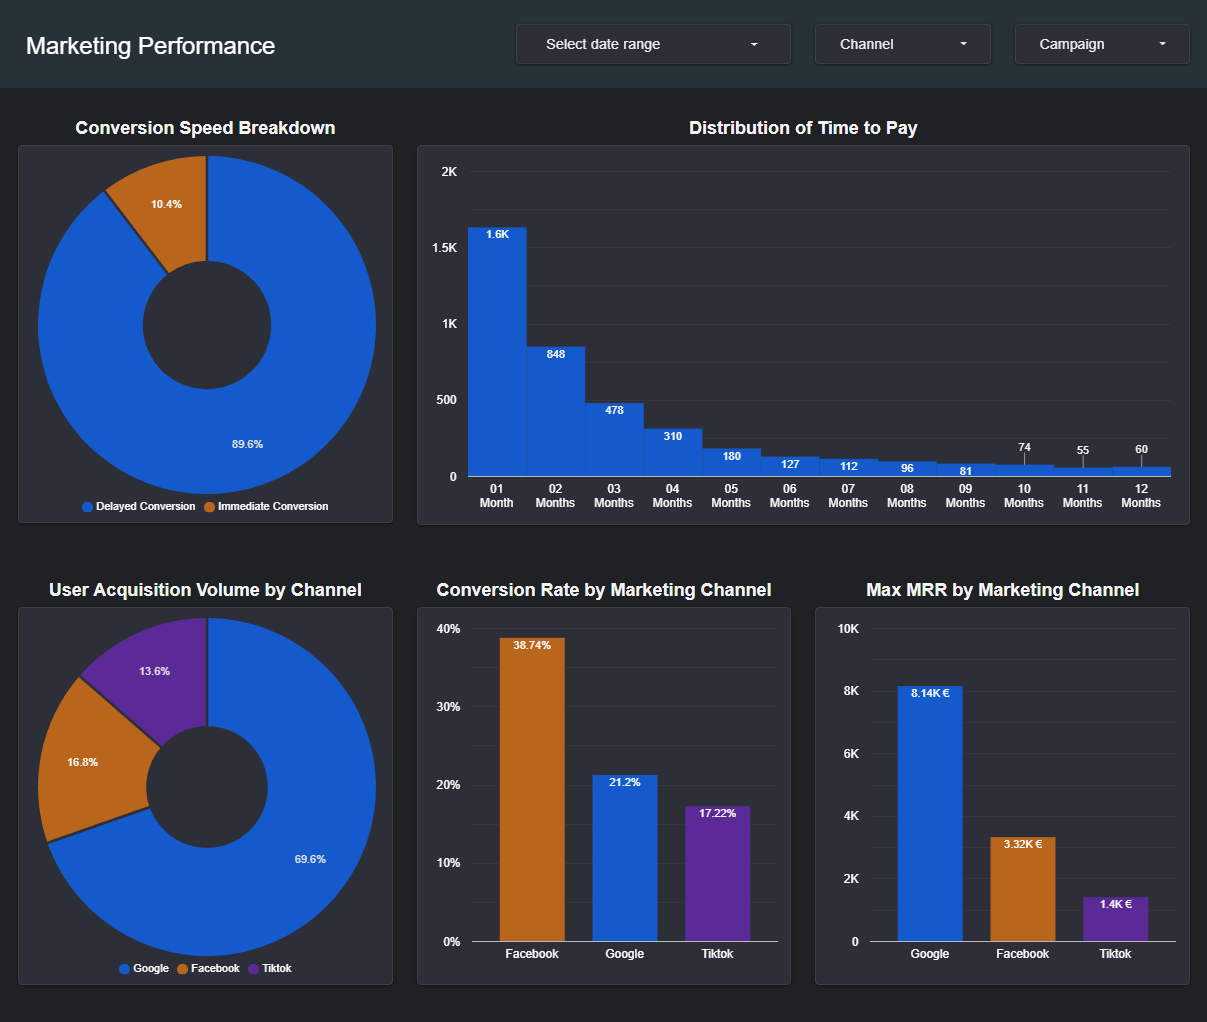 Marketing Performance
Select date range
Channel
Campaign
Conversion Speed Breakdown
10.4%
89.6%
Delayed Conversion Immediate Conversion
Distribution of Time to Pay
2K
1.5K
1K
500
0
1.6K
848
478
310
180
127
112
96
81
74
55
60
01 Month
02 Months
03 Months
04 Months
05 Months
06 Months
07 Months
08 Months
09 Months
10 Months
11 Months
12 Months
User Acquisition Volume by Channel
13.6%
16.8%
69.6%
Google Facebook Tiktok
Conversion Rate by Marketing Channel
40%
30%
20%
10%
0%
38.74%
21.2%
17.22%
Facebook Google Tiktok
Max MRR by Marketing Channel
10K
8K
6K
4K
2K
0
8.14K €
3.32K €
1.4K €
Google Facebook Tiktok